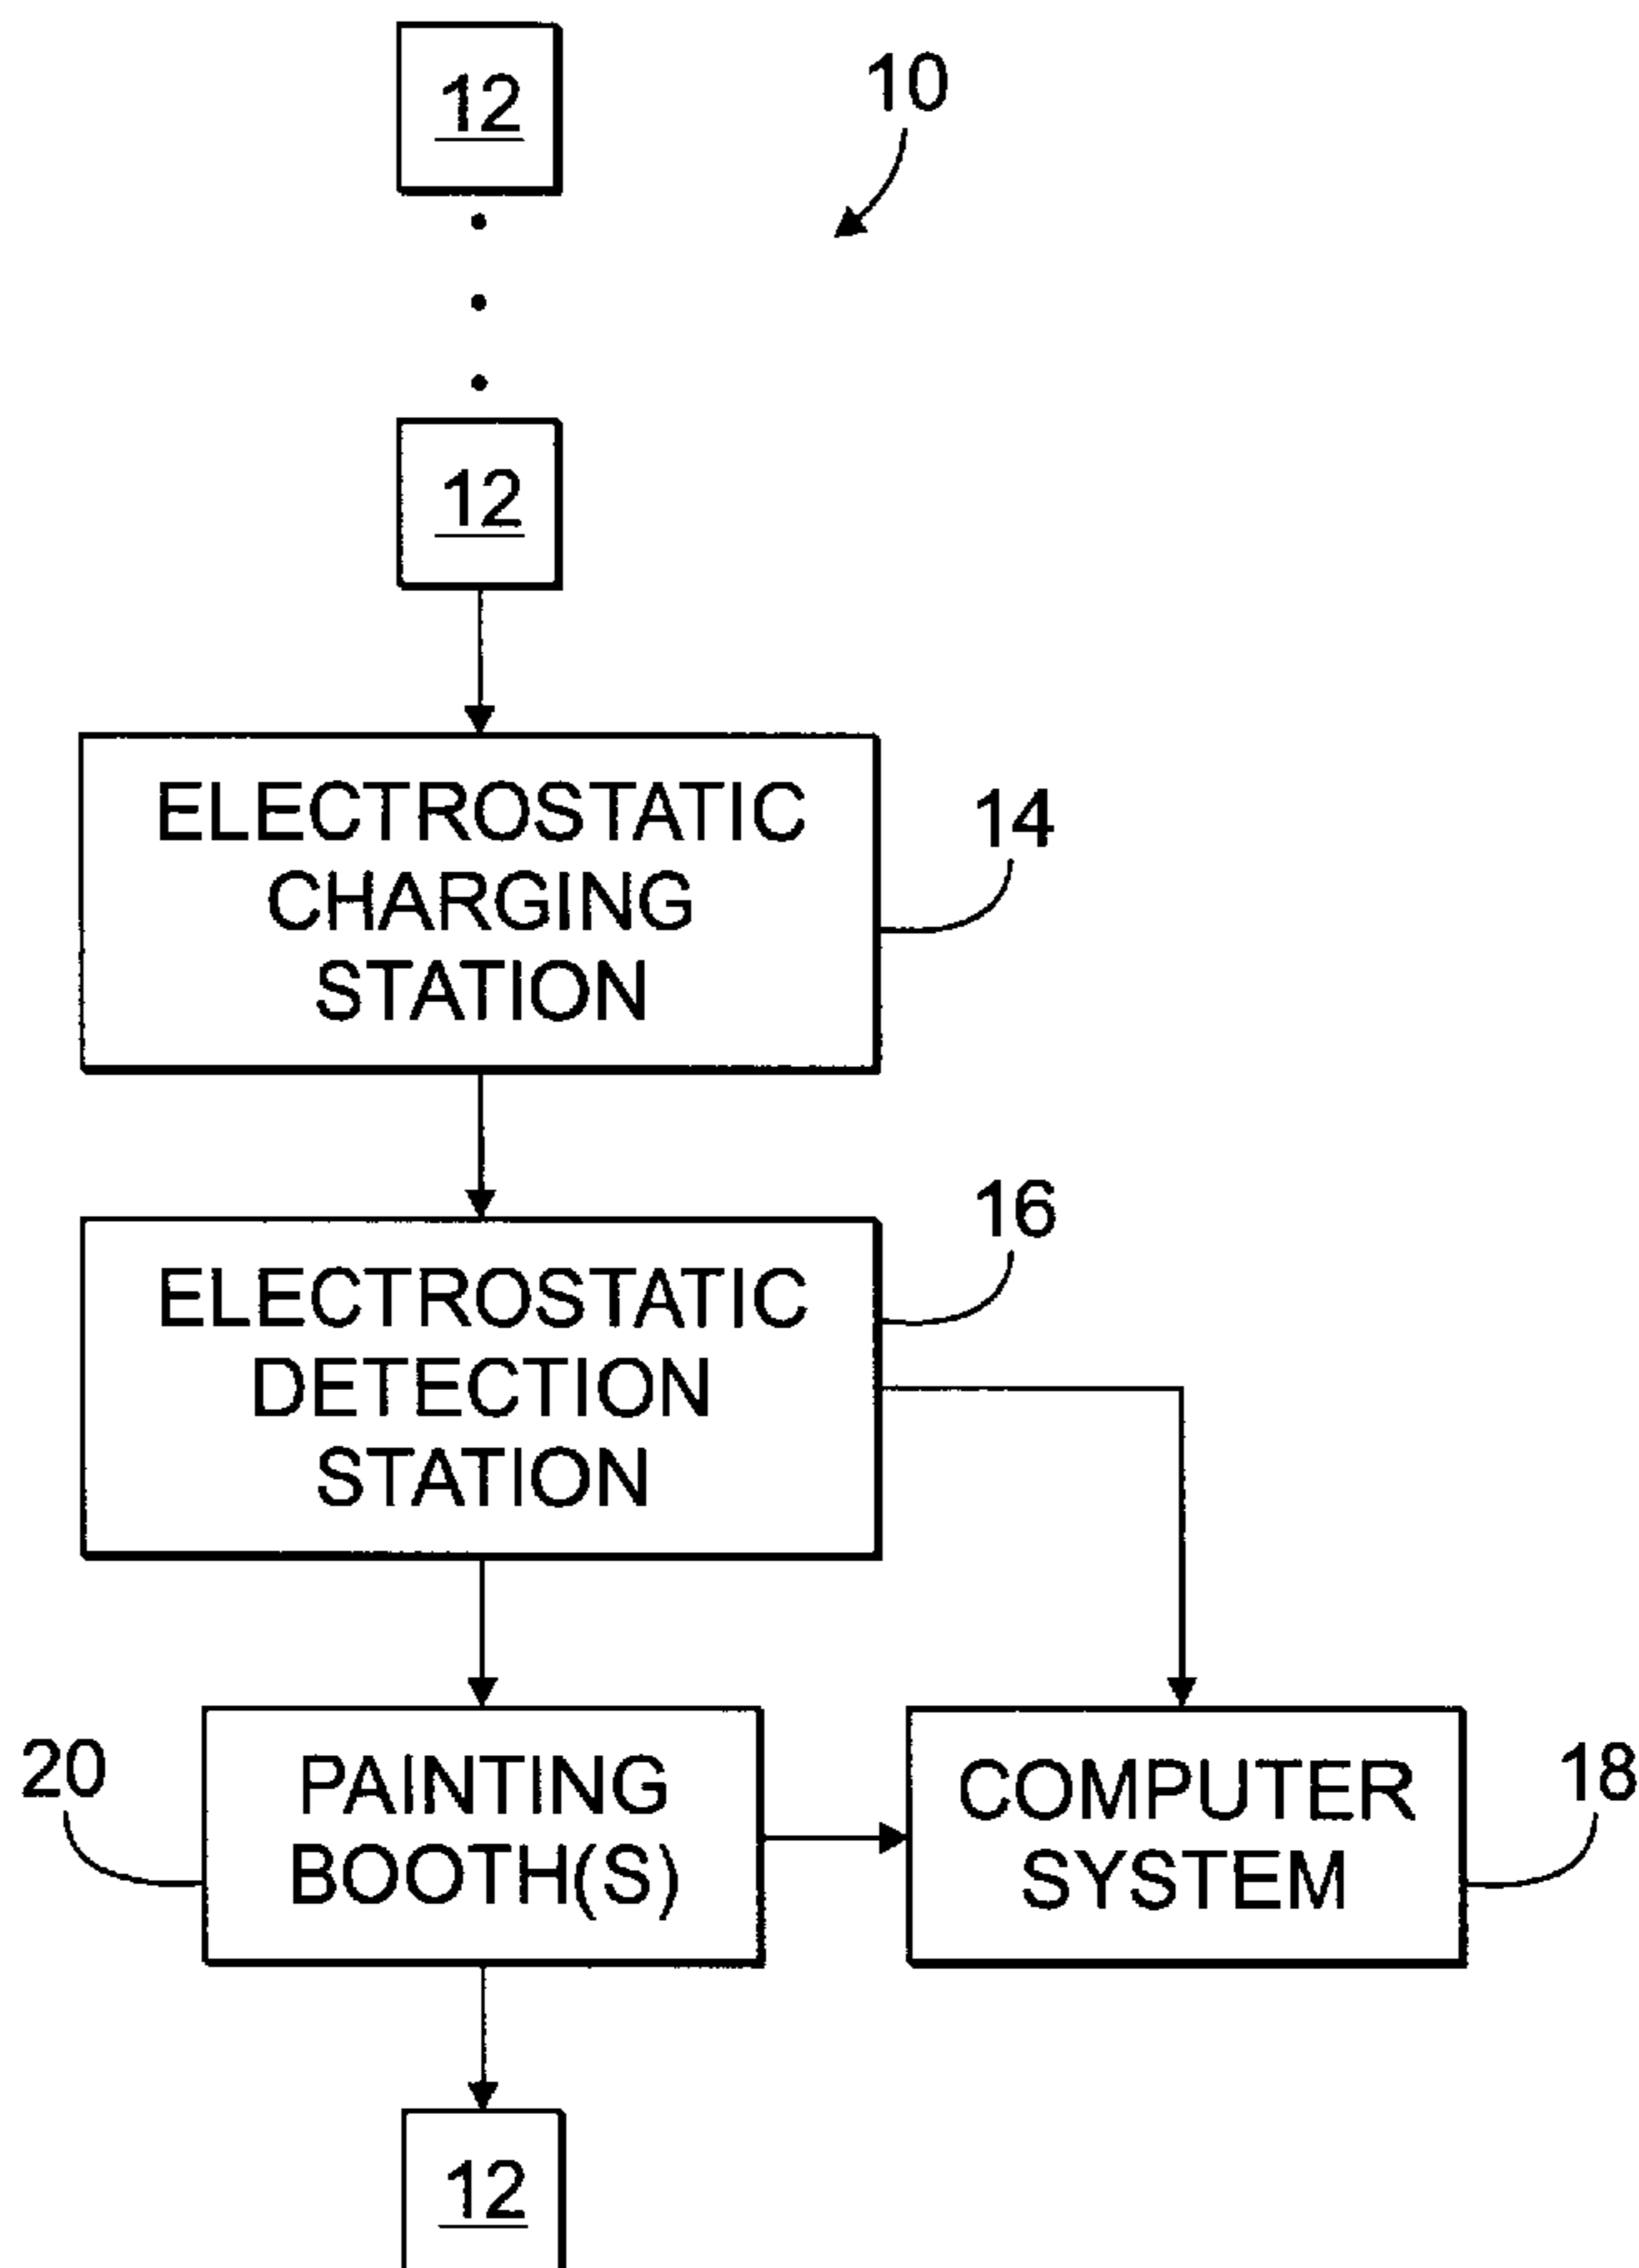 12
10
12
ELECTROSTATIC
CHARGING
STATION
14
ELECTROSTATIC
DETECTION
STATION
16
20
PAINTING
BOOTH(S)
COMPUTER
SYSTEM
18
12